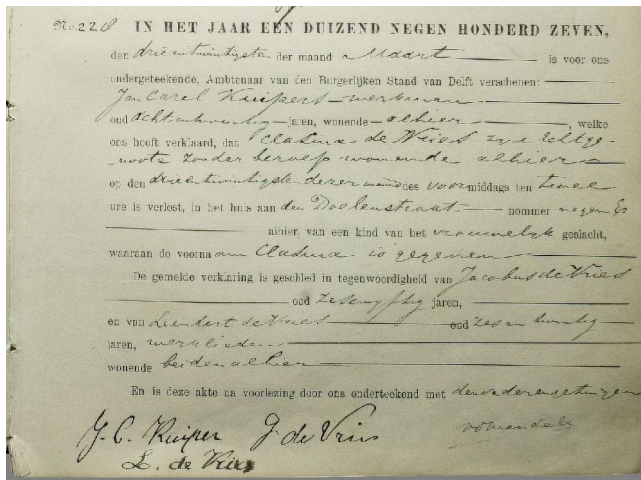 No. 228 IN HET JAAR EEN DUIZEND NEGEN HONDERD ZEVEN,
den drieentwintigste der maand Maart is voor ons
ondergeteekende, Ambtenaar van den Burgerlijken Stand van Delft verschenen:
Jan Carel Kuipers werkman
oud achtentwintig jaren, wonende alhier, welke
ons heeft verklaard, dat Clasina de Vries zijne Echtge-
noote zonder beroep wonende alhier
op den drieentwintigste dezer maand des voormiddags ten twee
ure is verlost, in het huis aan den Doelenstraat nommer negen
alhier, van een kind van het vrouwelijk geslacht,
waaraan de voornaam Clasina is gegeven
De gemelde verklaring is geschied in tegenwoordigheid van Jacobus de Vries
oud zesenvijftig jaren,
en van Leendert de Vries oud zesentwintig
jaren, werklieden
wonende beiden alhier
En is deze akte na voorlezing door ons onderteekend met den vader en getuigen
J. C. Kuiper J. de Vries
L. de Vries